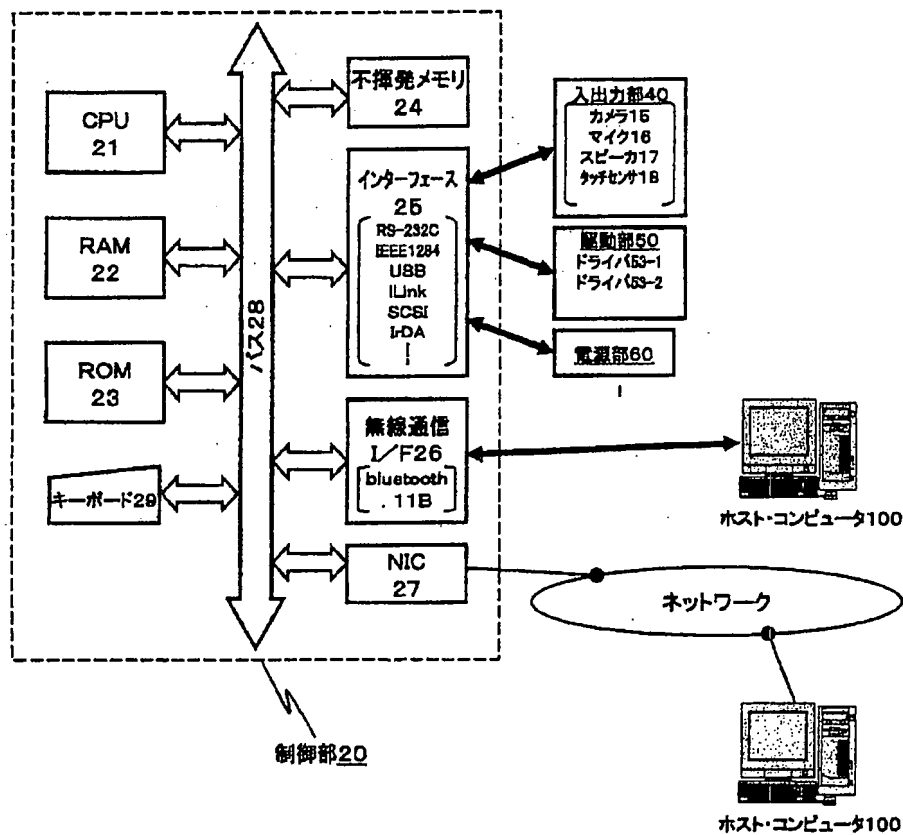 CPU
21
RAM
22
ROM
23
キーボード29
バス28
不揮発メモリ
24
インターフェース
25
RS-232C
IEEE1284
USB
ILink
SCSI
IrDA
無線通信
I/F26
bluetooth
.11B
NIC
27
入出力部40
カメラ15
マイク16
スピーカ17
タッチセンサ18
駆動部50
ドライバ53-1
ドライバ53-2
電源部60
ホスト・コンピュータ100
ネットワーク
制御部20
ホスト・コンピュータ100